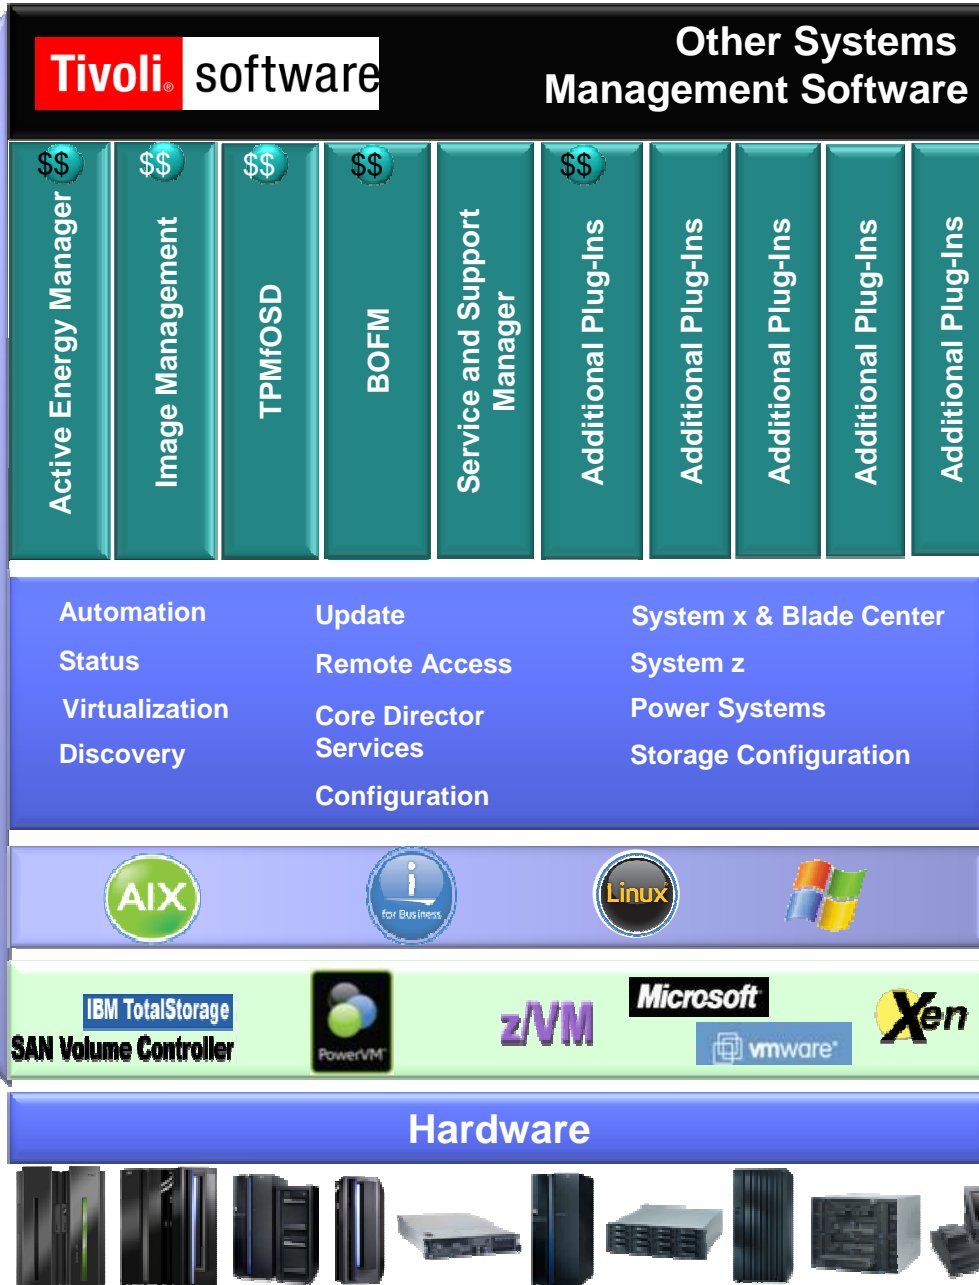 Tivoli® software
Other Systems
Management Software
$$
$$
$$
$$
$$
Active Energy Manager
Image Management
TPMfOSD
BOFM
Service and Support
Manager
Additional Plug-Ins
Additional Plug-Ins
Additional Plug-Ins
Additional Plug-Ins
Additional Plug-Ins
Automation
Status
Virtualization
Discovery
Update
Remote Access
Core Director
Services
Configuration
System x & Blade Center
System z
Power Systems
Storage Configuration
AIX
i
for Business
Linux
IBM TotalStorage
SAN Volume Controller
PowerVM™
z/VM
Microsoft
vmware®
Xen
Hardware